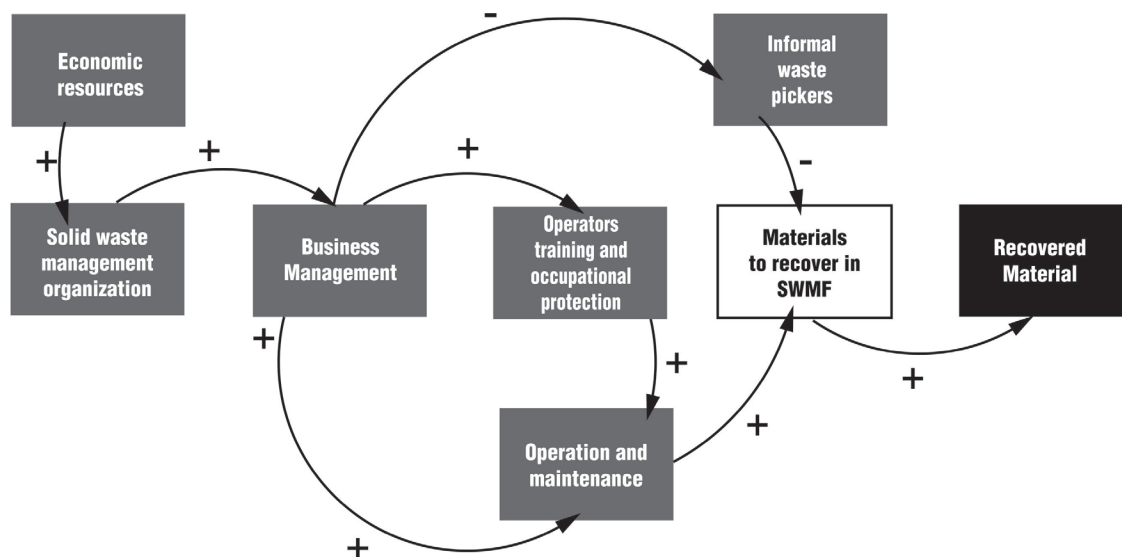 Economic
resources
-
Informal
waste
pickers
+
+
+
-
Solid waste
management
organization
Business
Management
Operators
training and
occupational
protection
Materials
to recover in
SWMF
Recovered
Material
+
+
+
+
Operation and
maintenance
+